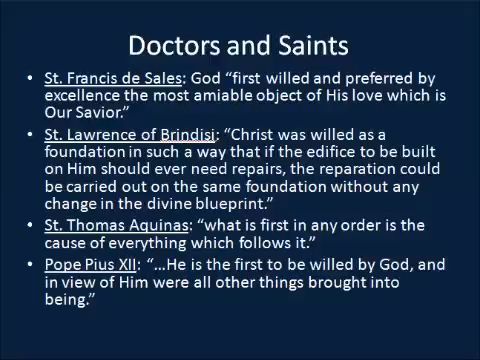 Doctors and Saints
• St. Francis de Sales: God “first willed and preferred by
excellence the most amiable object of His love which is
Our Savior.”
• St. Lawrence of Brindisi: “Christ was willed as a
foundation in such a way that if the edifice to be built
on Him should ever need repairs, the reparation could
be carried out on the same foundation without any
change in the divine blueprint.”
• St. Thomas Aquinas: “what is first in any order is the
cause of everything which follows it.”
• Pope Pius XII: “…He is the first to be willed by God, and
in view of Him were all other things brought into
being.”